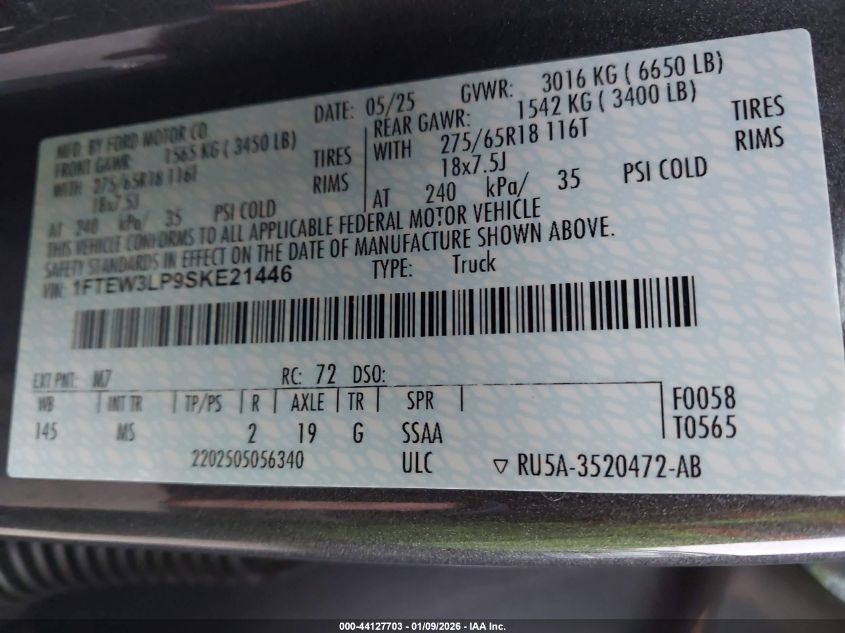 MFD. BY FORD MOTOR CO.
DATE: 05/25 GVWR: 3016 KG ( 6650 LB)
FRONT GAWR: 1565 KG ( 3450 LB)
WITH 275/65R18 116T TIRES
18x7.5J RIMS
AT 240 kPa/ 35 PSI COLD
REAR GAWR: 1542 KG ( 3400 LB)
WITH 275/65R18 116T TIRES
18x7.5J RIMS
AT 240 kPa/ 35 PSI COLD
THIS VEHICLE CONFORMS TO ALL APPLICABLE FEDERAL MOTOR VEHICLE
SAFETY STANDARDS IN EFFECT ON THE DATE OF MANUFACTURE SHOWN ABOVE.
VIN: 1FTEW3LP9SKE21446 TYPE: Truck
EXT PNT: M7 RC: 72 DSO:
WB INT TR TP/PS R AXLE TR SPR F0058
145 MS 2 19 G SSAA T0565
2202505056340 ULC ▽ RU5A-3520472-AB
000-44127703 - 01/09/2026 - IAA Inc.